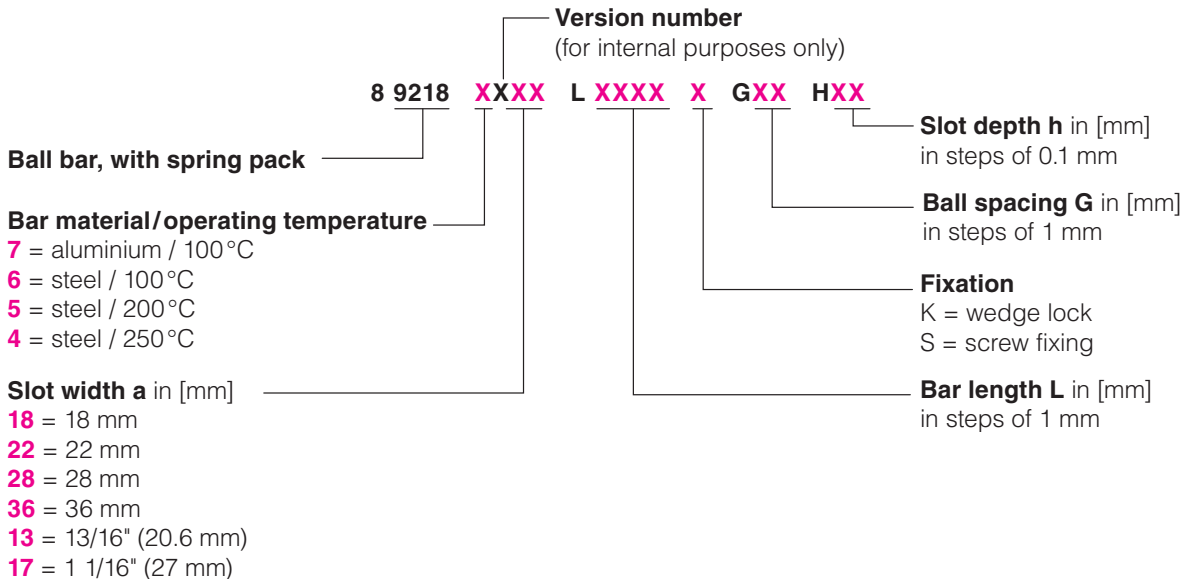 Version number
(for internal purposes only)
8 9218 XXXX L XXXX X GXX HXX
Ball bar, with spring pack
Bar material/operating temperature
7 = aluminium / 100°C
6 = steel / 100°C
5 = steel / 200°C
4 = steel / 250°C
Slot width a in [mm]
18 = 18 mm
22 = 22 mm
28 = 28 mm
36 = 36 mm
13 = 13/16" (20.6 mm)
17 = 1 1/16" (27 mm)
Slot depth h in [mm]
in steps of 0.1 mm
Ball spacing G in [mm]
in steps of 1 mm
Fixation
K = wedge lock
S = screw fixing
Bar length L in [mm]
in steps of 1 mm